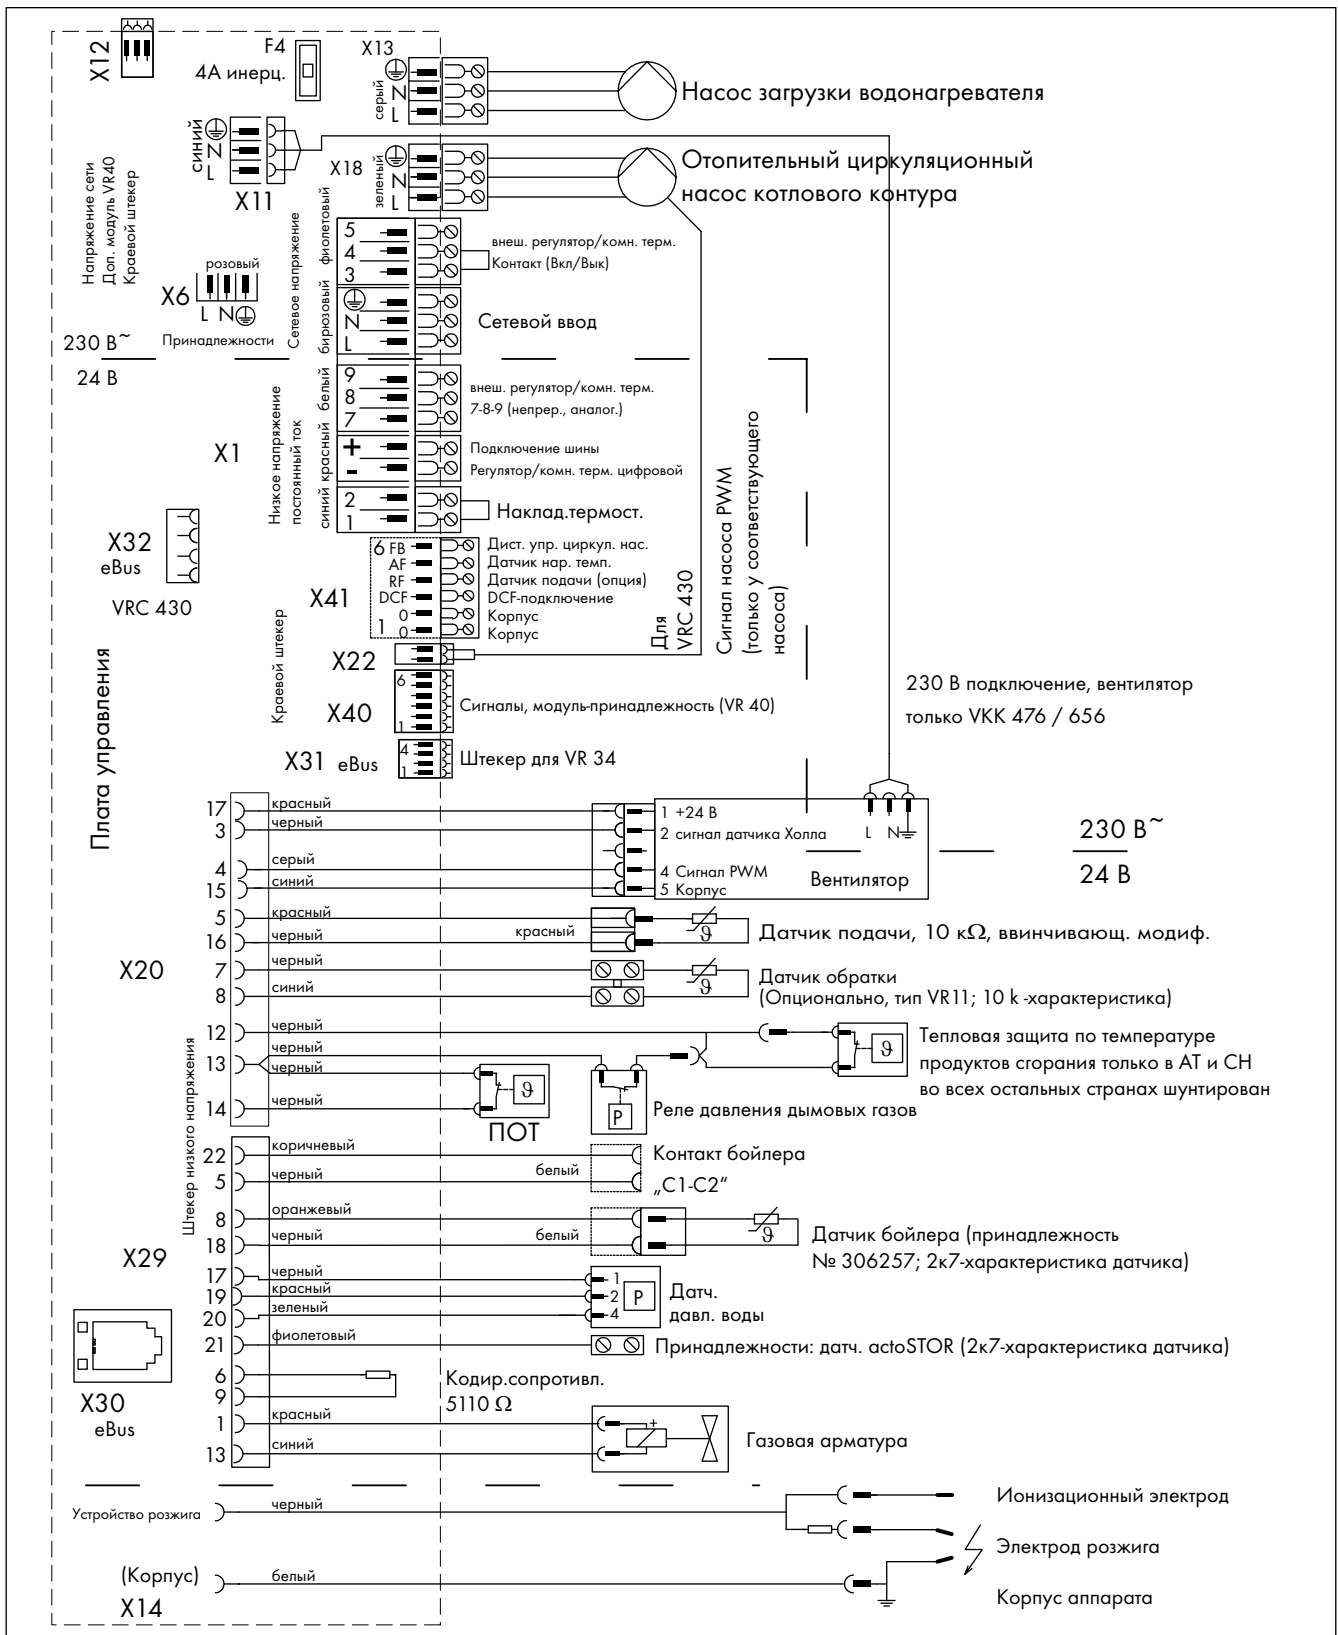 X12
F4
4А инерц.
X13
серый
N
L
Насос загрузки водонагревателя
синий
N
L
X11
X18
зеленый
N
L
Отопительный циркуляционный
насос котлового контура
Напряжение сети
Доп. модуль VR40
Краевой штекер
розовый
X6
L N
Принадлежности
Сетевое напряжение
фиолетовый
5
4
3
внеш. регулятор/комн. терм.
Контакт (Вкл/Вык)
бирюзовый
N
L
Сетевой ввод
230 В~
24 В
X1
Низкое напряжение
постоянный ток
белый
9
8
7
внеш. регулятор/комн. терм.
7-8-9 (непрер., аналог.)
красный
+
-
Подключение шины
Регулятор/комн. терм. цифровой
синий
2
1
Наклад.термост.
X32
eBus
VRC 430
X41
6 FB
AF
RF
DCF
0
1 0
Дист. упр. циркул. нас.
Датчик нар. темп.
Датчик подачи (опция)
DCF-подключение
Корпус
Корпус
Для
VRC 430
Сигнал насоса PWM
(только у соответствующего
насоса)
Краевой штекер
X22
X40
6
1
Сигналы, модуль-принадлежность (VR 40)
X31 eBus
4
1
Штекер для VR 34
230 В подключение, вентилятор
только VKK 476 / 656
Плата управления
17
красный
1 +24 В
3
черный
2 сигнал датчика Холла
L N
4
серый
4 Сигнал PWM
15
синий
5 Корпус
Вентилятор
230 В~
24 В
X20
5
красный
16
черный
красный
ϑ
Датчик подачи, 10 кΩ, ввинчивающ. модиф.
7
черный
8
синий
ϑ
Датчик обратки
(Опционально, тип VR11; 10 k -характеристика)
12
черный
13
черный
черный
14
черный
ϑ
ПОТ
P
Реле давления дымовых газов
ϑ
Тепловая защита по температуре
продуктов сгорания только в AT и CH
во всех остальных странах шунтирован
Штекер низкого напряжения
X29
22
коричневый
5
черный
белый
Контакт бойлера
„C1-C2“
8
оранжевый
18
черный
белый
ϑ
Датчик бойлера (принадлежность
№ 306257; 2к7-характеристика датчика)
17
черный
1
19
красный
2
20
зеленый
4
P
Датч.
давл. воды
21
фиолетовый
Принадлежности: датч. actoSTOR (2к7-характеристика датчика)
X30
eBus
6
9
Кодир.сопротивл.
5110 Ω
1
красный
13
синий
+
Газовая арматура
Устройство розжига
черный
Ионизационный электрод
Электрод розжига
(Корпус)
X14
белый
Корпус аппарата